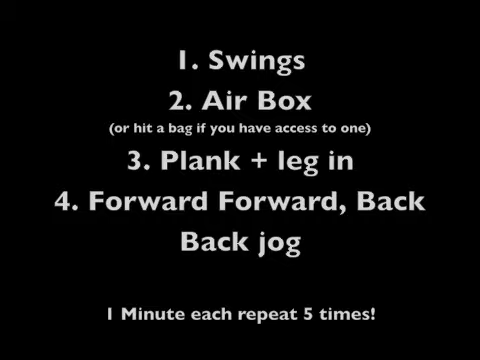 1. Swings
2. Air Box
(or hit a bag if you have access to one)
3. Plank + leg in
4. Forward Forward, Back
Back jog
1 Minute each repeat 5 times!